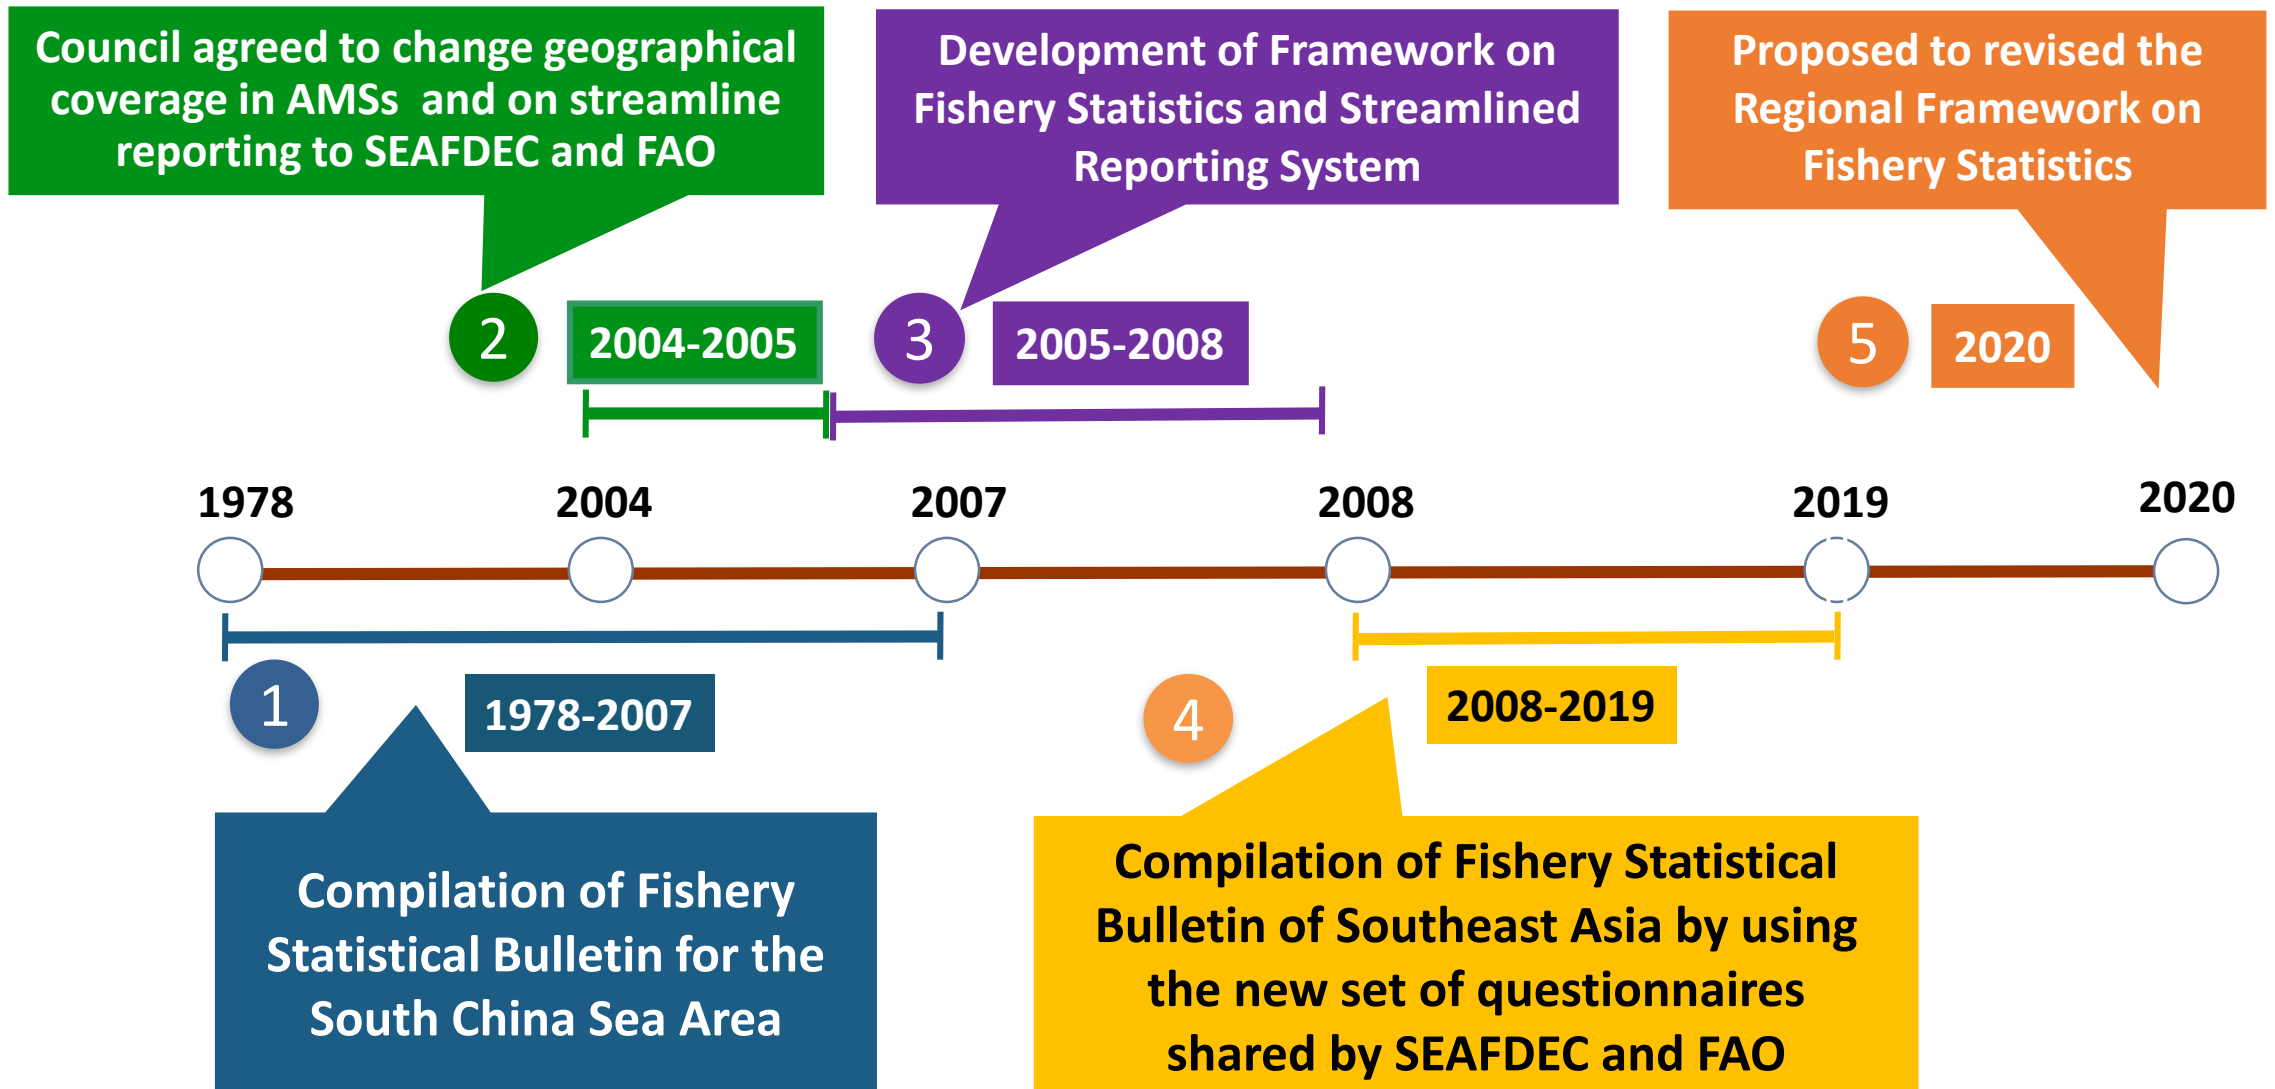 Council agreed to change geographical
coverage in AMSs and on streamline
reporting to SEAFDEC and FAO
Development of Framework on
Fishery Statistics and Streamlined
Reporting System
Proposed to revised the
Regional Framework on
Fishery Statistics
2
2004-2005
3
2005-2008
5
2020
1978
2004
2007
2008
2019
2020
1
1978-2007
4
2008-2019
Compilation of Fishery
Statistical Bulletin for the
South China Sea Area
Compilation of Fishery Statistical
Bulletin of Southeast Asia by using
the new set of questionnaires
shared by SEAFDEC and FAO